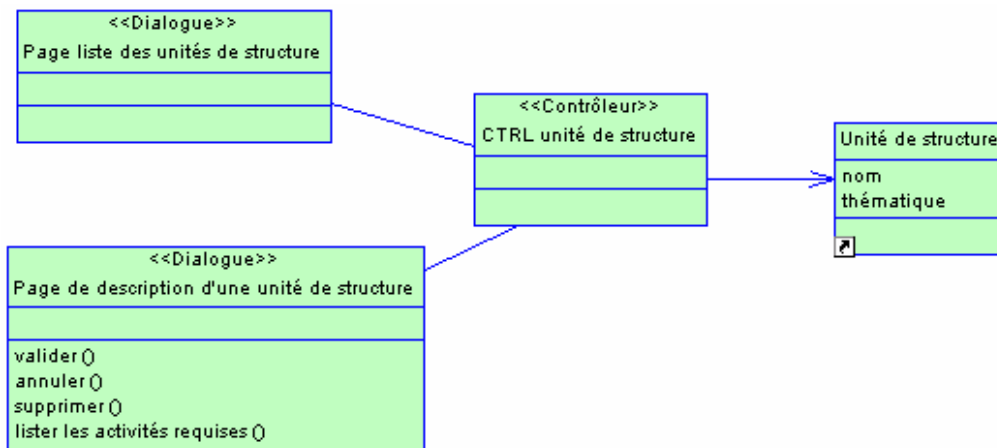 <<Dialogue>>
Page liste des unités de structure
<<Contrôleur>>
CTRL unité de structure
Unité de structure
nom
thématique
<<Dialogue>>
Page de description d'une unité de structure
valider ()
annuler ()
supprimer ()
lister les activités requises ()